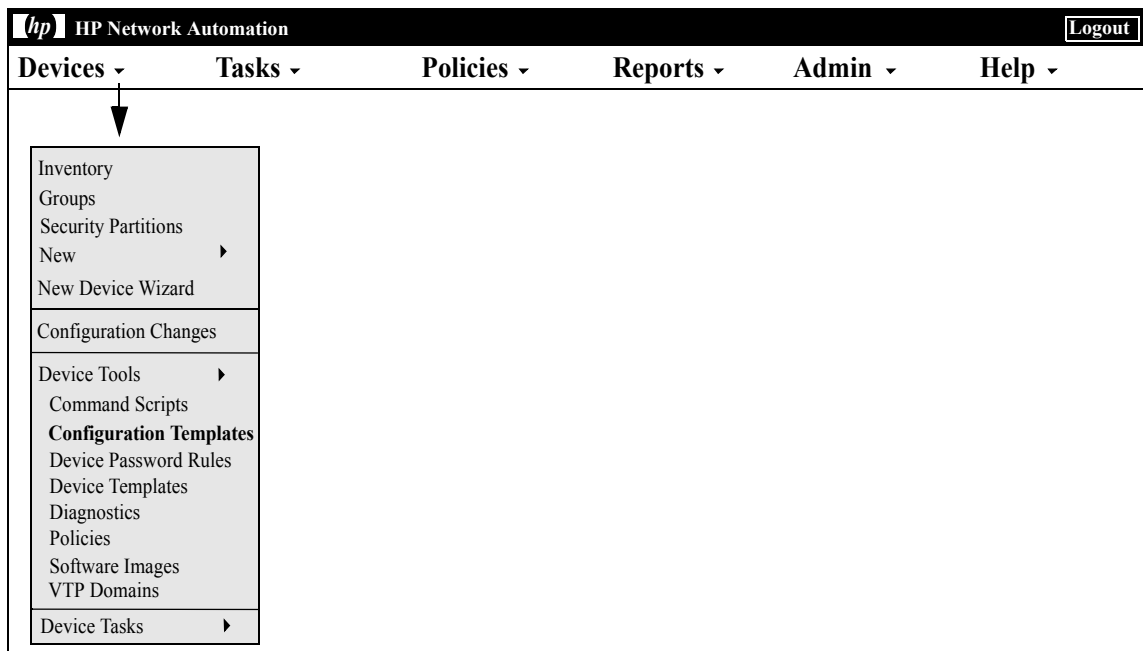 hp HP Network Automation Logout
Devices Tasks Policies Reports Admin Help
Inventory
Groups
Security Partitions
New
New Device Wizard
Configuration Changes
Device Tools
Command Scripts
Configuration Templates
Device Password Rules
Device Templates
Diagnostics
Policies
Software Images
VTP Domains
Device Tasks